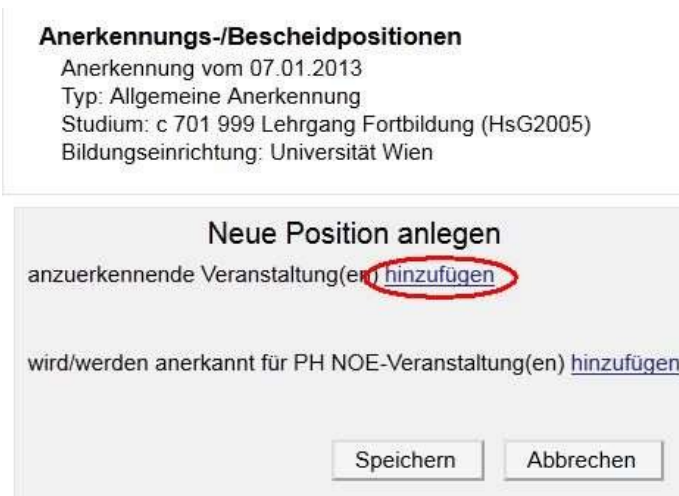 Anerkennungs-/Bescheidpositionen
Anerkennung vom 07.01.2013
Typ: Allgemeine Anerkennung
Studium: c 701 999 Lehrgang Fortbildung (HsG2005)
Bildungseinrichtung: Universität Wien
Neue Position anlegen
anzuerkennende Veranstaltung(en) hinzufügen
wird/werden anerkannt für PH NOE-Veranstaltung(en) hinzufügen
Speichern Abbrechen